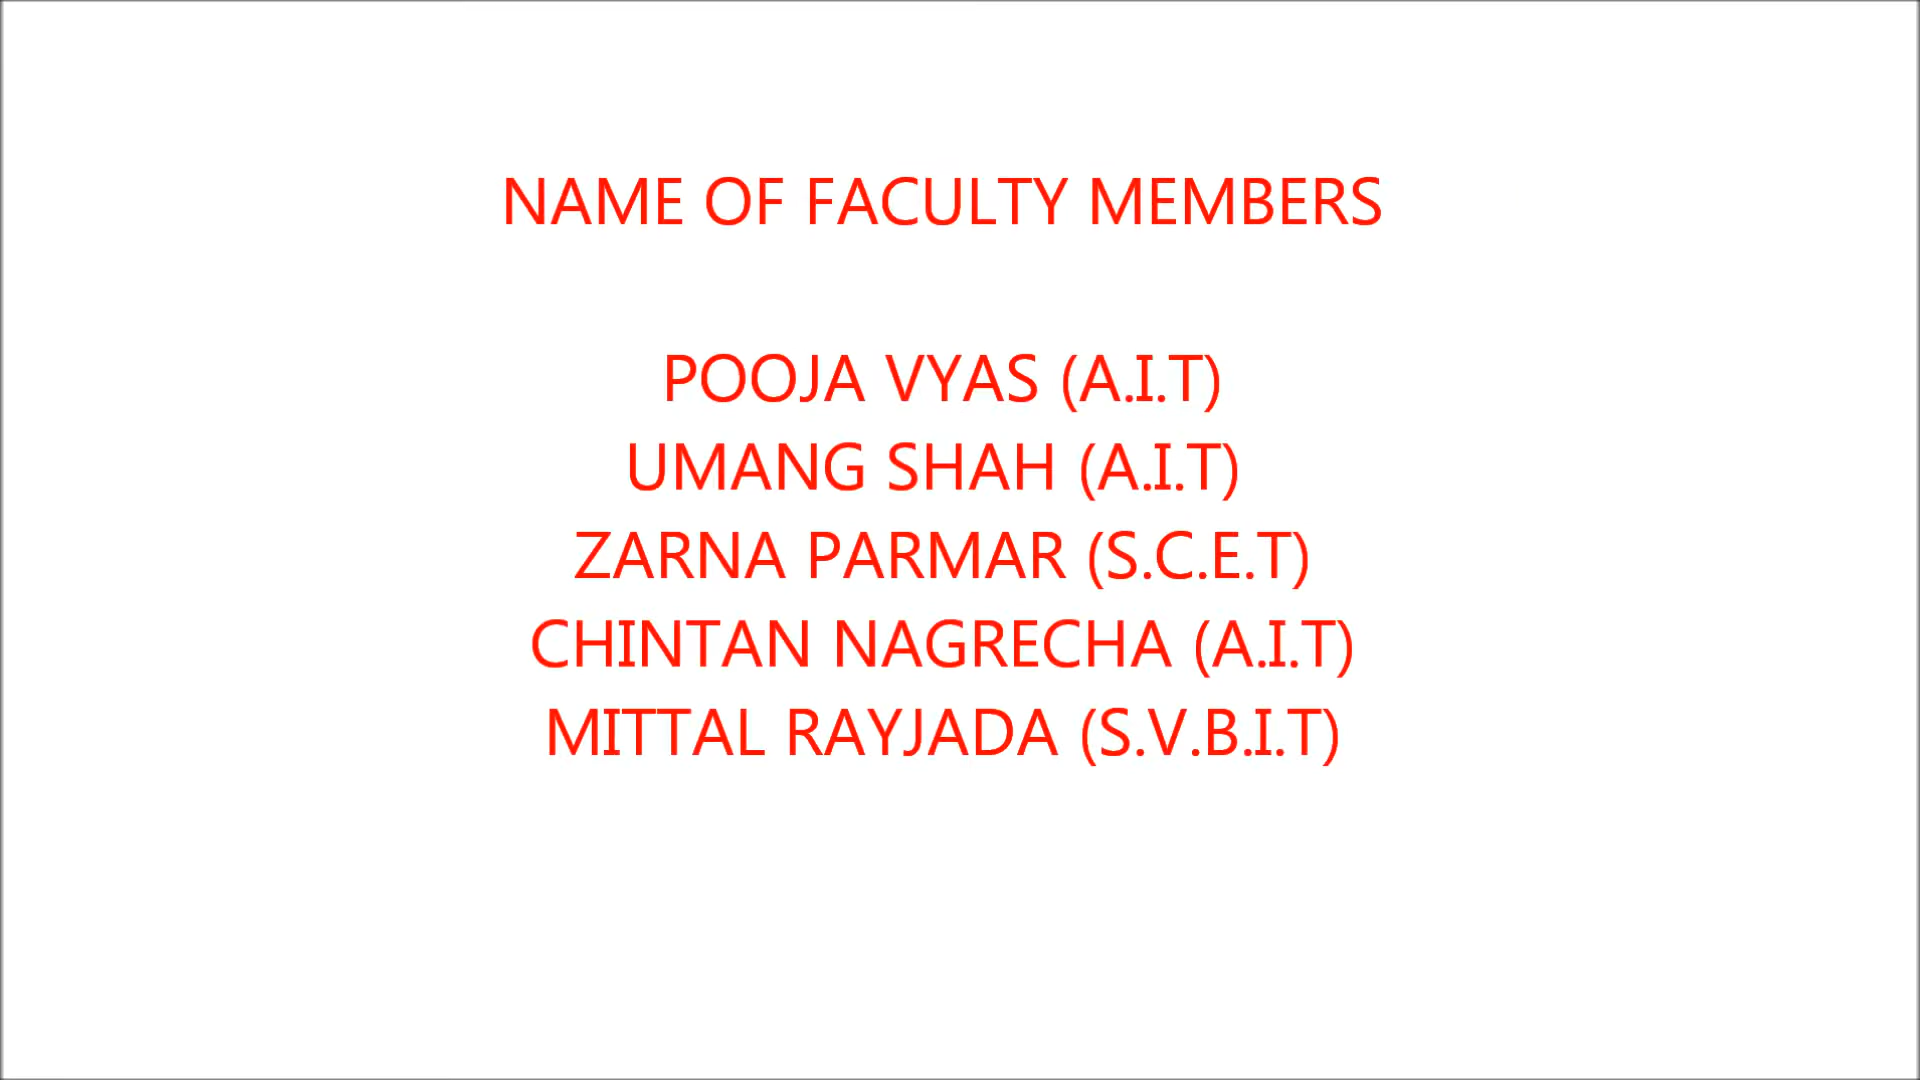 NAME OF FACULTY MEMBERS
POOJA VYAS (A.I.T)
UMANG SHAH (A.I.T)
ZARNA PARMAR (S.C.E.T)
CHINTAN NAGRECHA (A.I.T)
MITTAL RAYJADA (S.V.B.I.T)